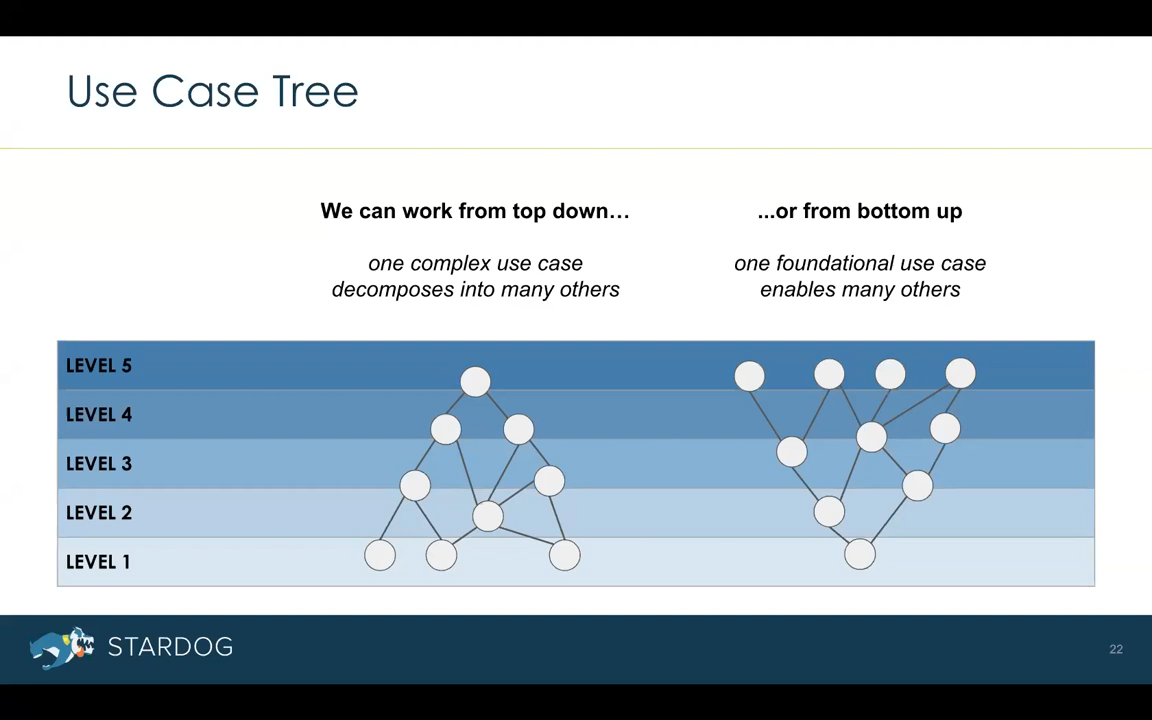 Use Case Tree
We can work from top down…
one complex use case
decomposes into many others
...or from bottom up
one foundational use case
enables many others
LEVEL 5
LEVEL 4
LEVEL 3
LEVEL 2
LEVEL 1
STARDOG
22